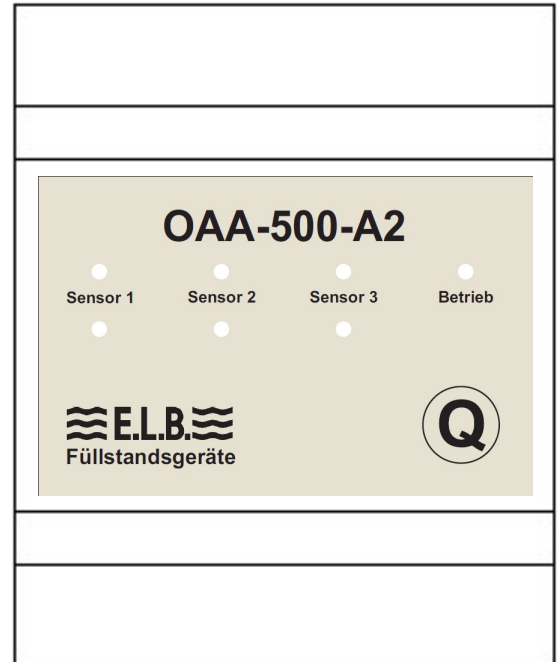 OAA-500-A2
Sensor 1 Sensor 2 Sensor 3 Betrieb
E.L.B.
Füllstandsgeräte
Q